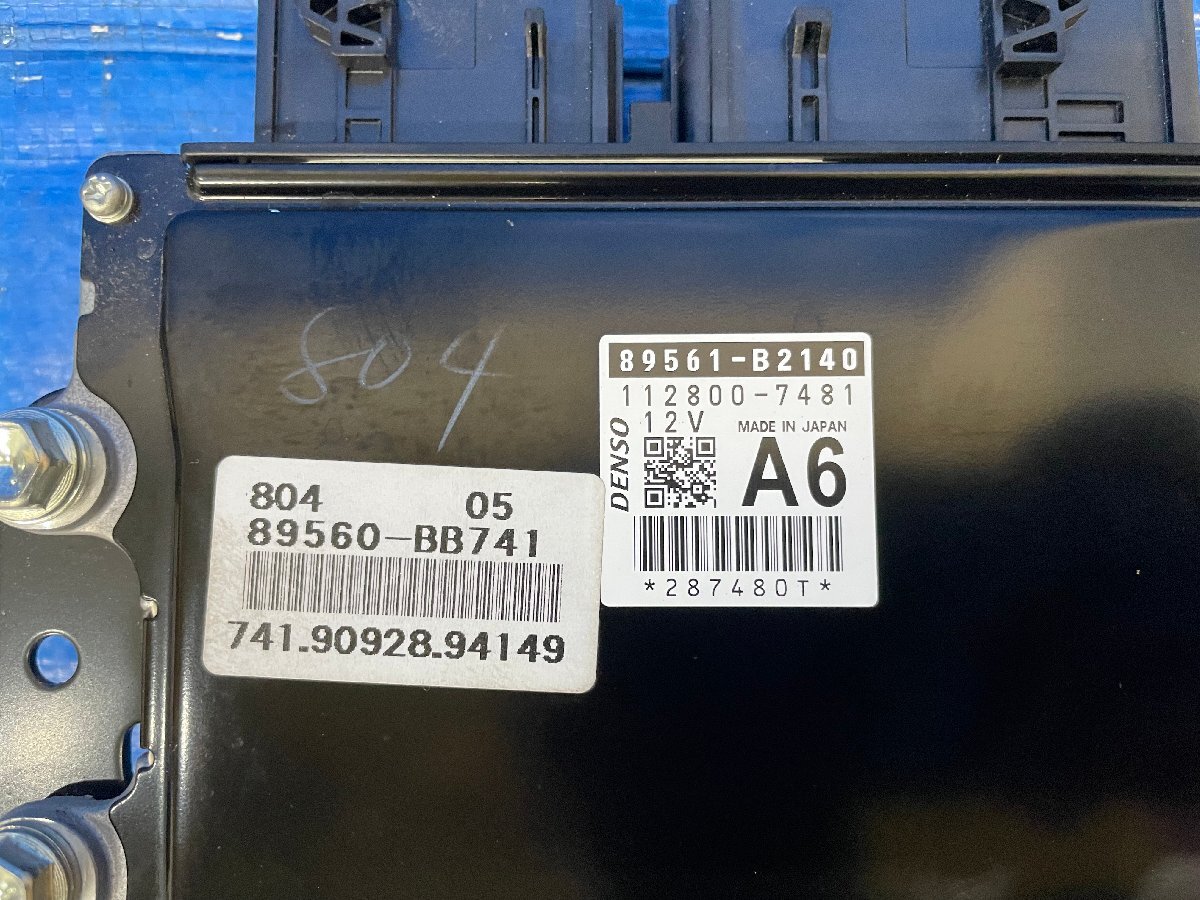 804
89561-B2140
112800-7481
12V MADE IN JAPAN
DENSO
A6
*287480T*
804 05
89560-BB741
741.90928.94149